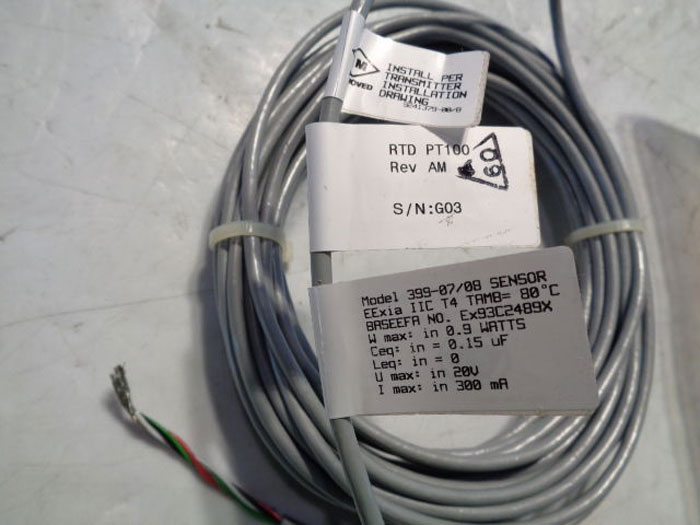 M
INSTALL PER
TRANSMITTER
INSTALLATION
DRAWING
RTD PT100
Rev AM
S/N:G03
Model 399-07/08 SENSOR
EExia IIC T4 TAMB= 80°C
BASEEFA NO. Ex93C2489X
W max: in 0.9 WATTS
Ceq: in = 0.15 uF
Leq: in = 0
U max: in 20V
I max: in 300 mA